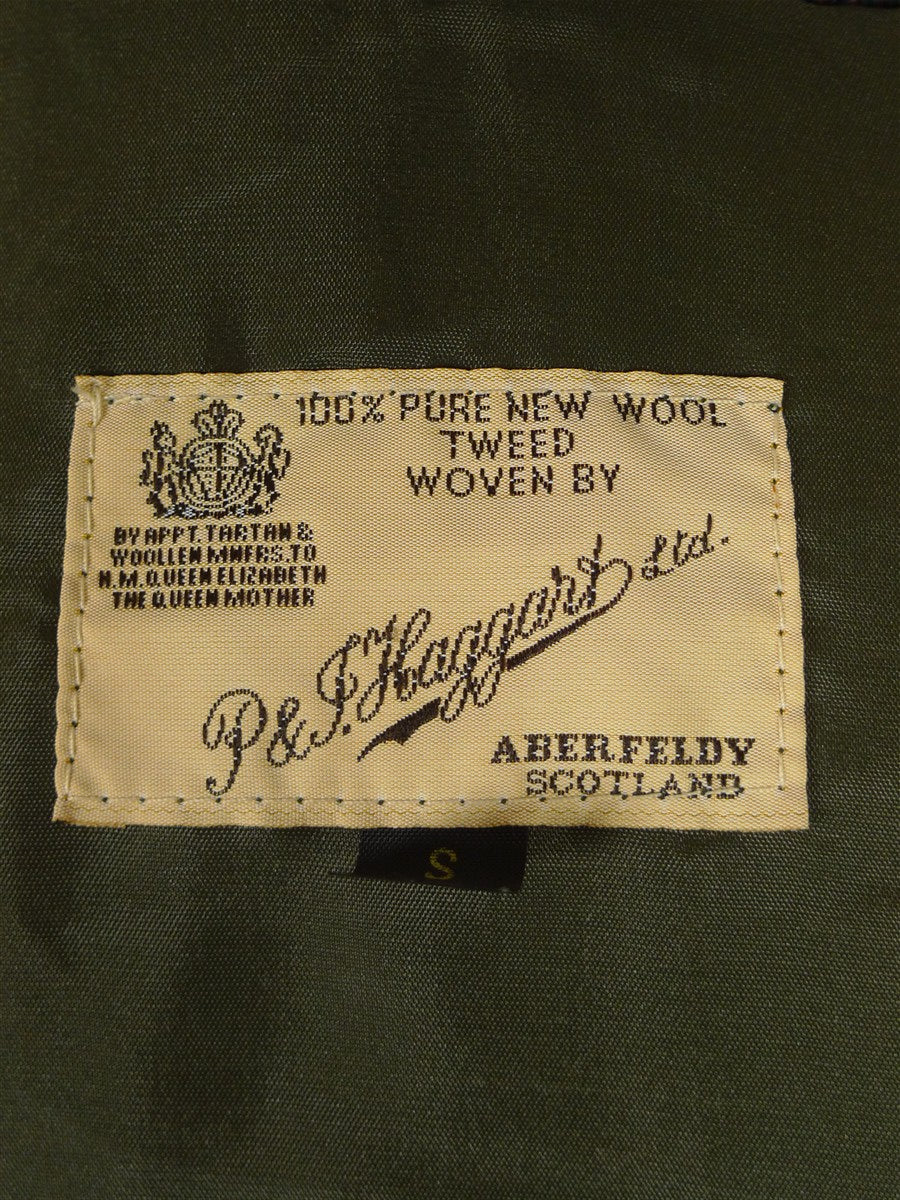 100% PURE NEW WOOL
TWEED
WOVEN BY
BY APPT. TARTAN &
WOOLLEN MNFRS. TO
H.M. QUEEN ELIZABETH
THE QUEEN MOTHER
P & J. Haggart Ltd.
ABERFELDY
SCOTLAND
S